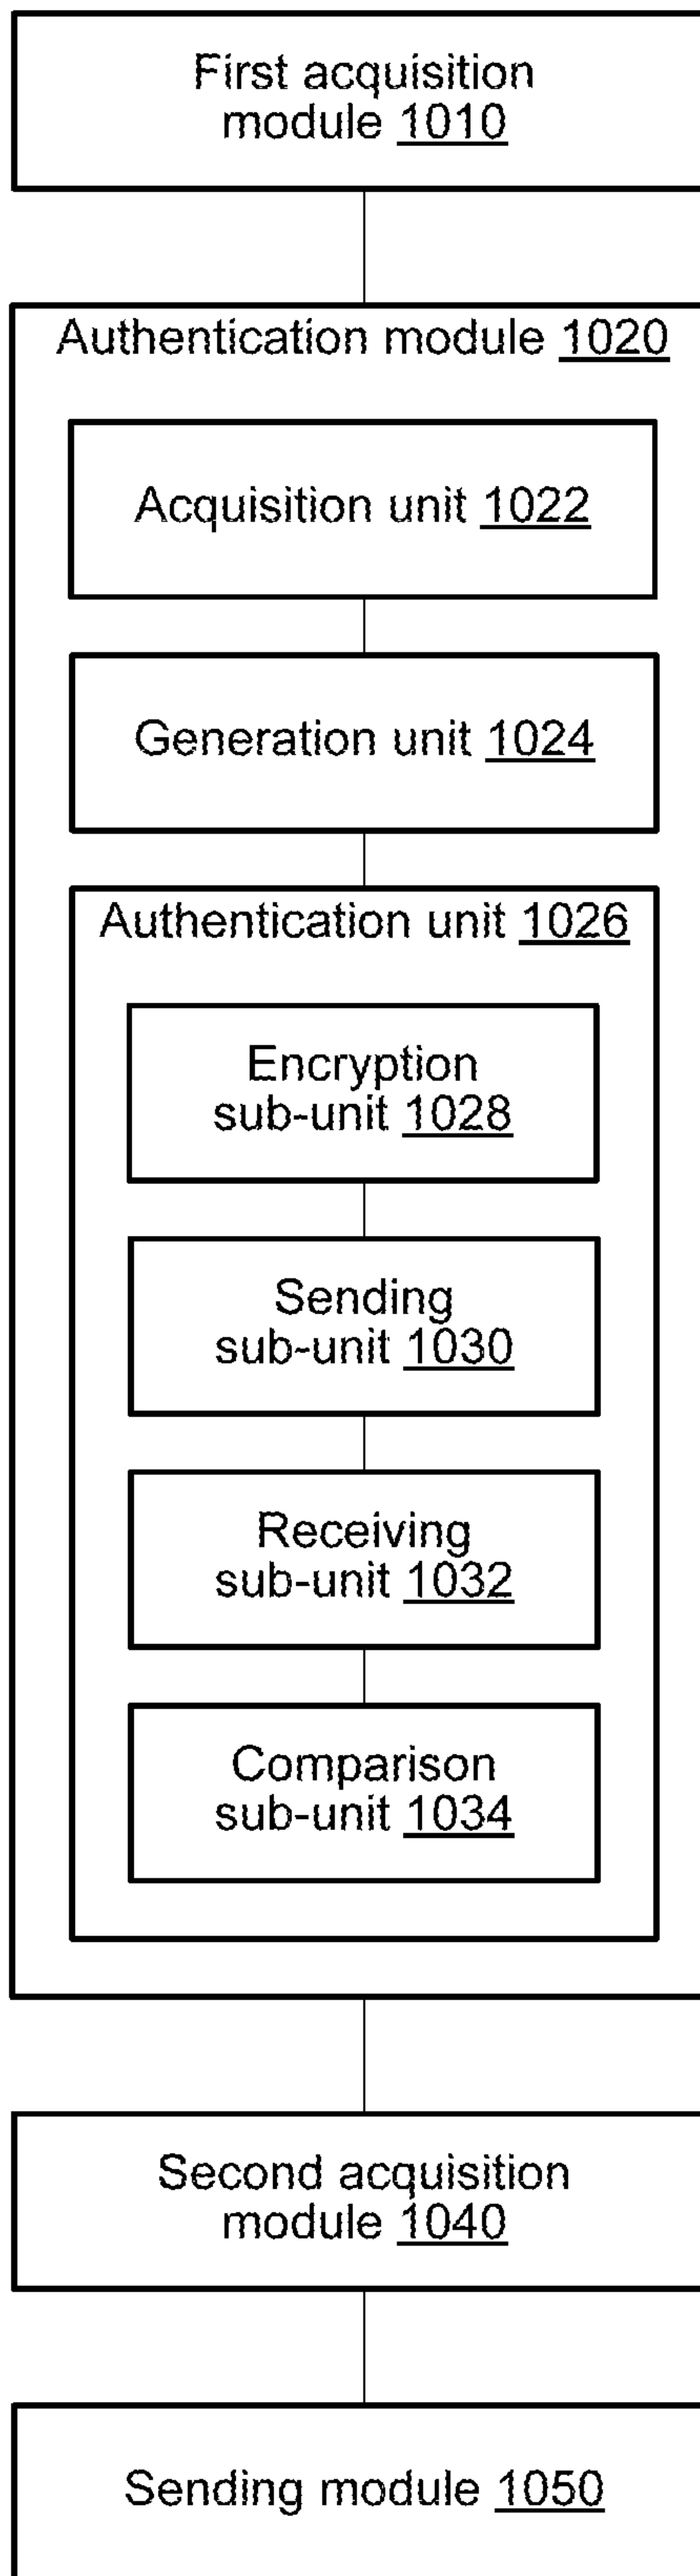 First acquisition
module 1010
Authentication module 1020
Acquisition unit 1022
Generation unit 1024
Authentication unit 1026
Encryption
sub-unit 1028
Sending
sub-unit 1030
Receiving
sub-unit 1032
Comparison
sub-unit 1034
Second acquisition
module 1040
Sending module 1050